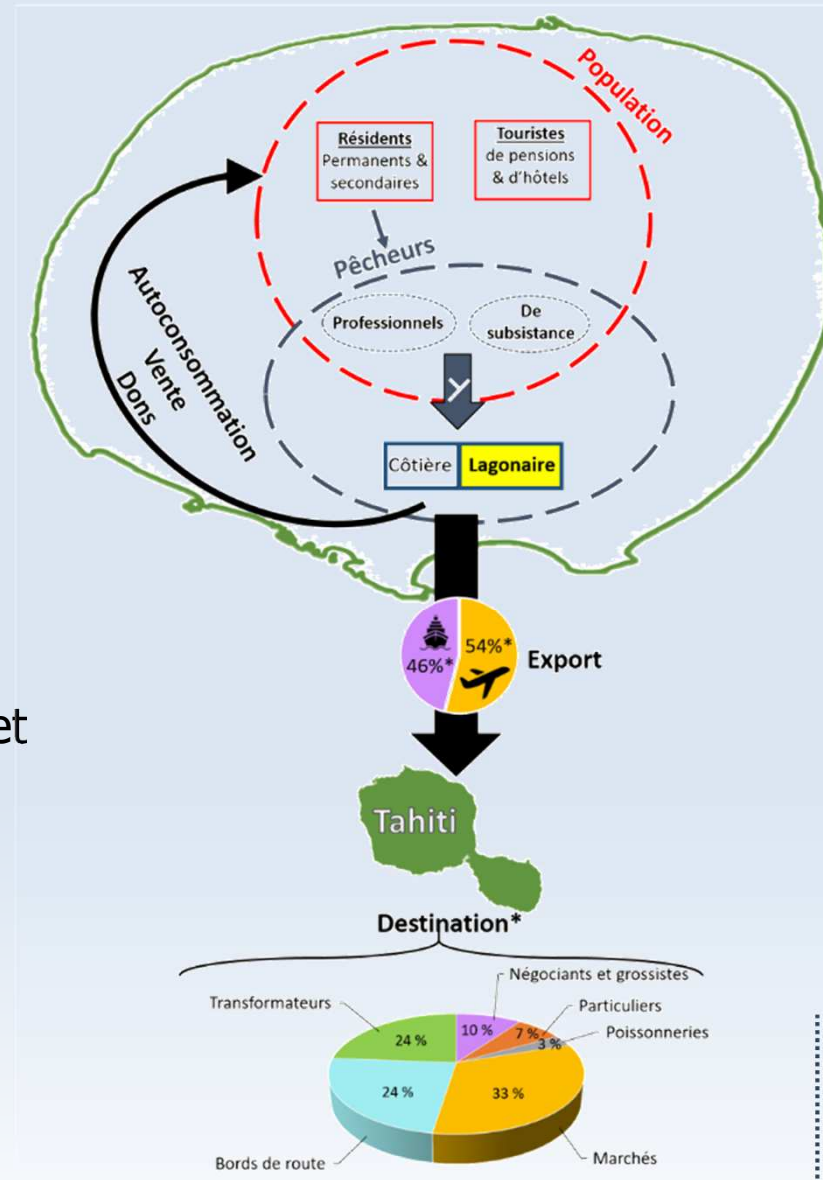 Population
Résidents
Permanents &
secondaires
Touristes
de pensions
& d'hôtels
Pêcheurs
Professionnels
De
subsistance
Y
Autoconsommation
Vente
Dons
Côtière
Lagonaire
46%*
54%*
Export
et
Tahiti
Destination*
Négociants et grossistes
Transformateurs
Particuliers
Poissonneries
10 %
7 %
3 %
24 %
24 %
33 %
Bords de route
Marchés